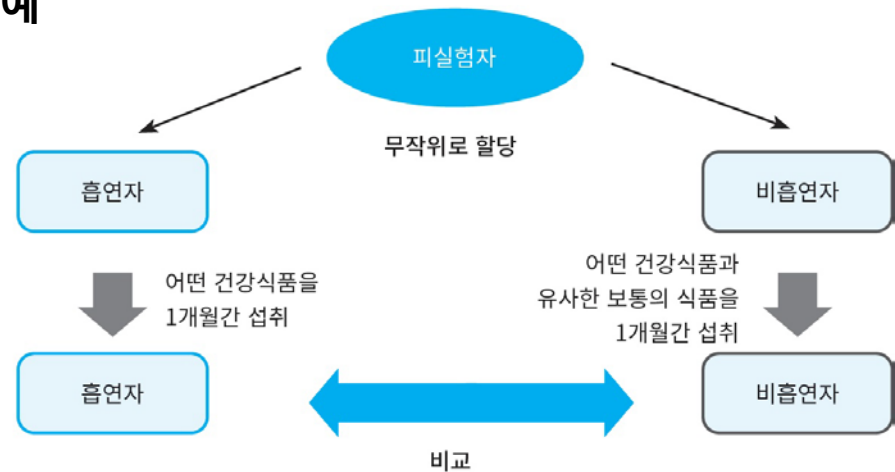 예
피실험자
무작위로 할당
흡연자
비흡연자
어떤 건강식품을
1개월간 섭취
어떤 건강식품과
유사한 보통의 식품을
1개월간 섭취
흡연자
비흡연자
비교